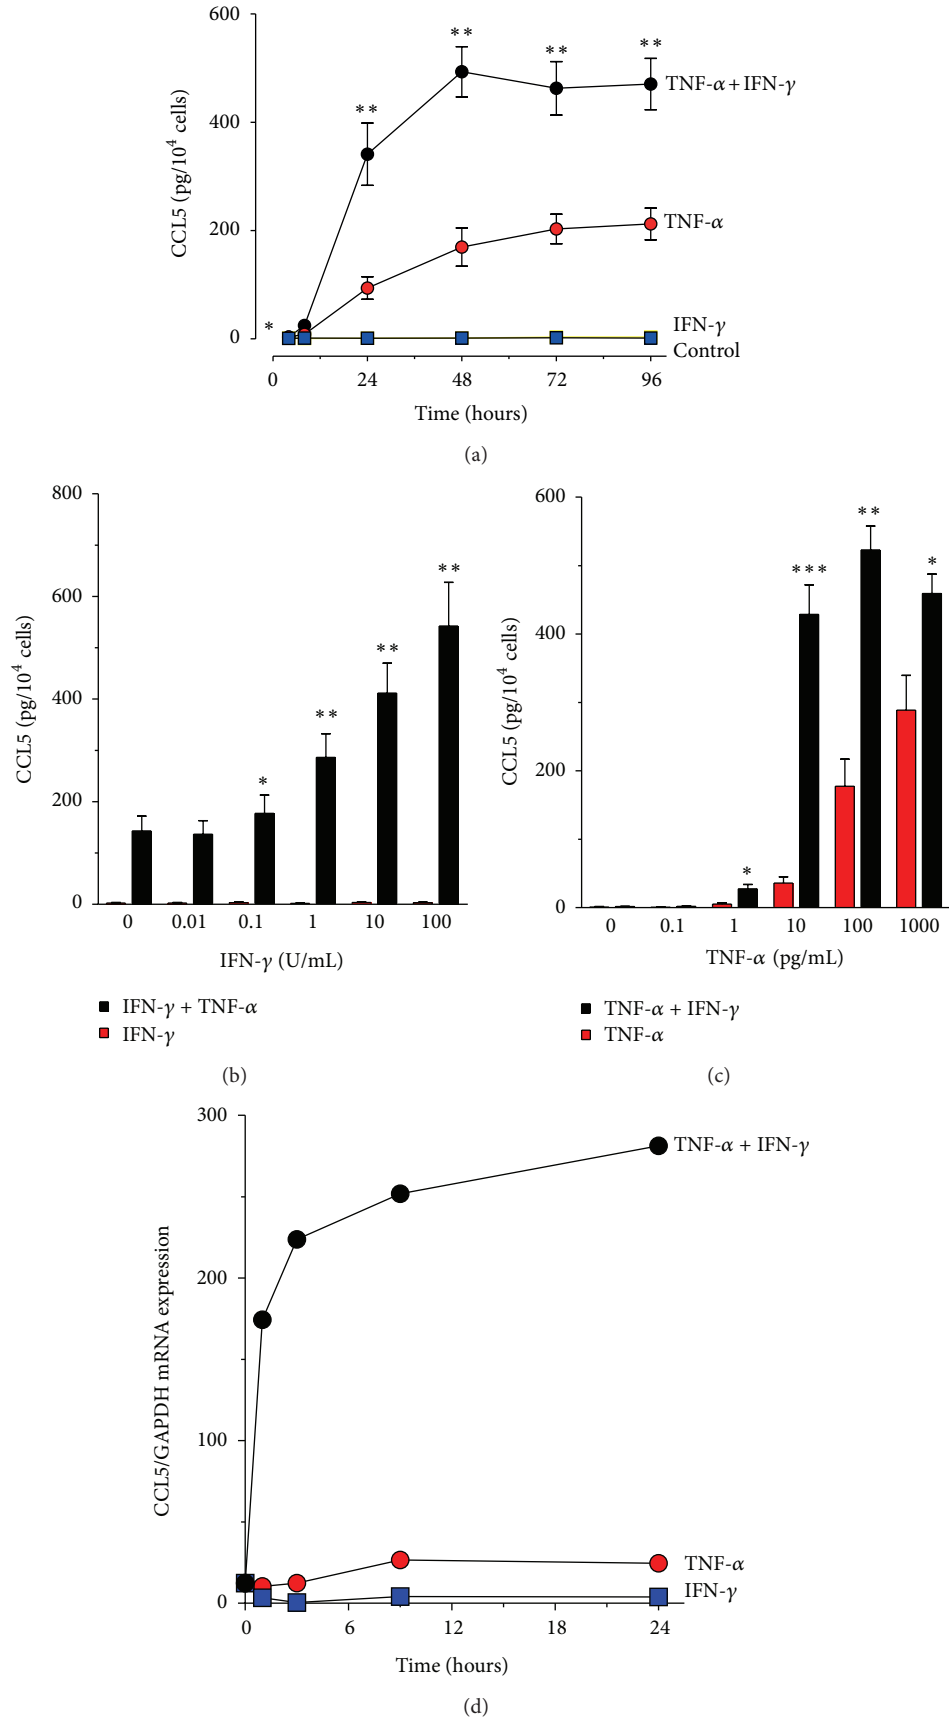 600
400
200
0
CCL5 (pg/10⁴ cells)
*
**
**
**
**
TNF-α + IFN-γ
TNF-α
IFN-γ
Control
0 24 48 72 96
Time (hours)
(a)
800
600
400
200
0
CCL5 (pg/10⁴ cells)
*
**
**
**
0 0.01 0.1 1 10 100
IFN-γ (U/mL)
IFN-γ + TNF-α
IFN-γ
(b)
600
400
200
0
CCL5 (pg/10⁴ cells)
*
***
**
*
0 0.1 1 10 100 1000
TNF-α (pg/mL)
TNF-α + IFN-γ
TNF-α
(c)
300
200
100
0
CCL5/GAPDH mRNA expression
TNF-α + IFN-γ
TNF-α
IFN-γ
0 6 12 18 24
Time (hours)
(d)